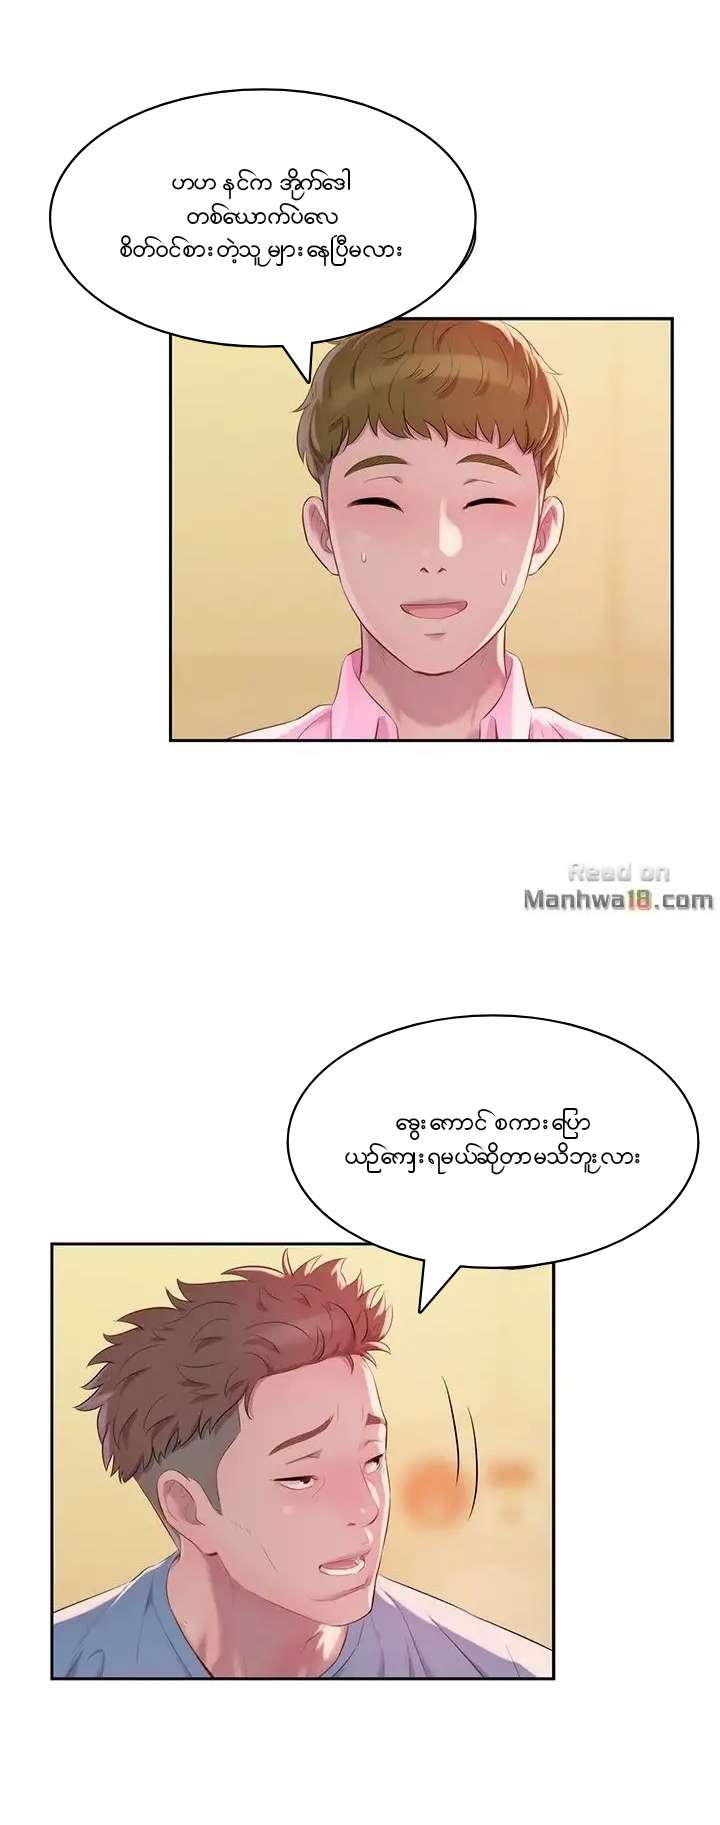 ဟဟ နင်က အိုက်ဒေါ
တစ်ယောက်ပဲလေ
စိတ်ဝင်စားတဲ့သူများနေပြီမလား
Read on
Manhwa18.com
ခွေးကောင် စကားပြော
ယဉ်ကျေးရမယ်ဆိုတာမသိဘူးလား